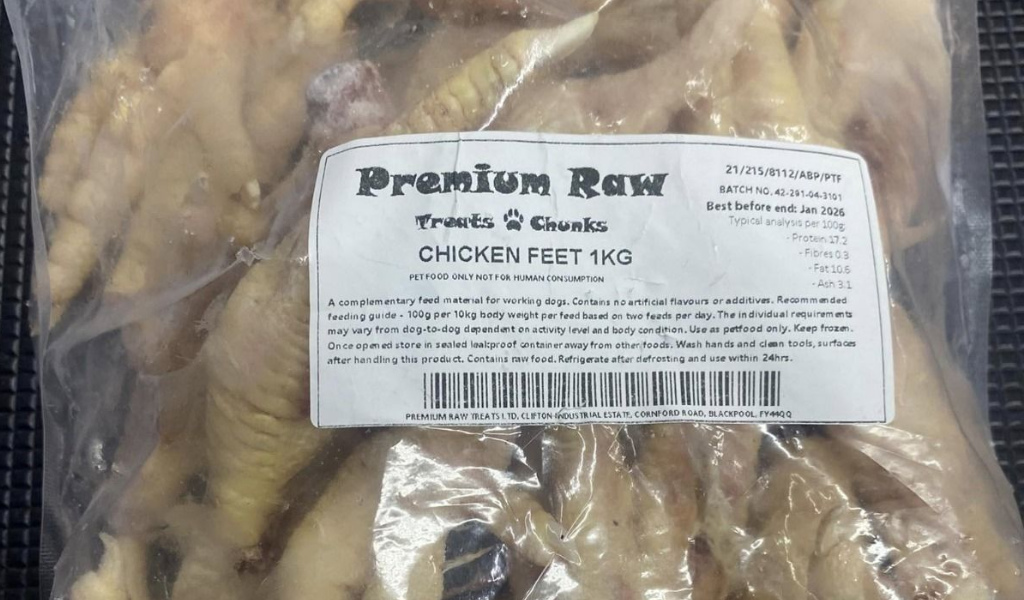 Premium Raw
Treats Chunks
CHICKEN FEET 1KG
PET FOOD ONLY NOT FOR HUMAN CONSUMPTION
21/215/8112/ABP/PTF
BATCH NO. 42-291-04-3101
Best before end: Jan 2026
Typical analysis per 100g
- Protein 17.2
- Fibres 0.3
- Fat 10.6
- Ash 3.1
A complementary feed material for working dogs. Contains no artificial flavours or additives. Recommended
feeding guide - 100g per 10kg body weight per feed based on two feeds per day. The individual requirements
may vary from dog-to-dog dependent on activity level and body condition. Use as petfood only. Keep frozen.
Once opened store in sealed leakproof container away from other foods. Wash hands and clean tools, surfaces
after handling this product. Contains raw food. Refrigerate after defrosting and use within 24hrs.
PREMIUM RAW TREATS LTD, CLIFTON INDUSTRIAL ESTATE, CORNFORD ROAD, BLACKPOOL, FY44QQ